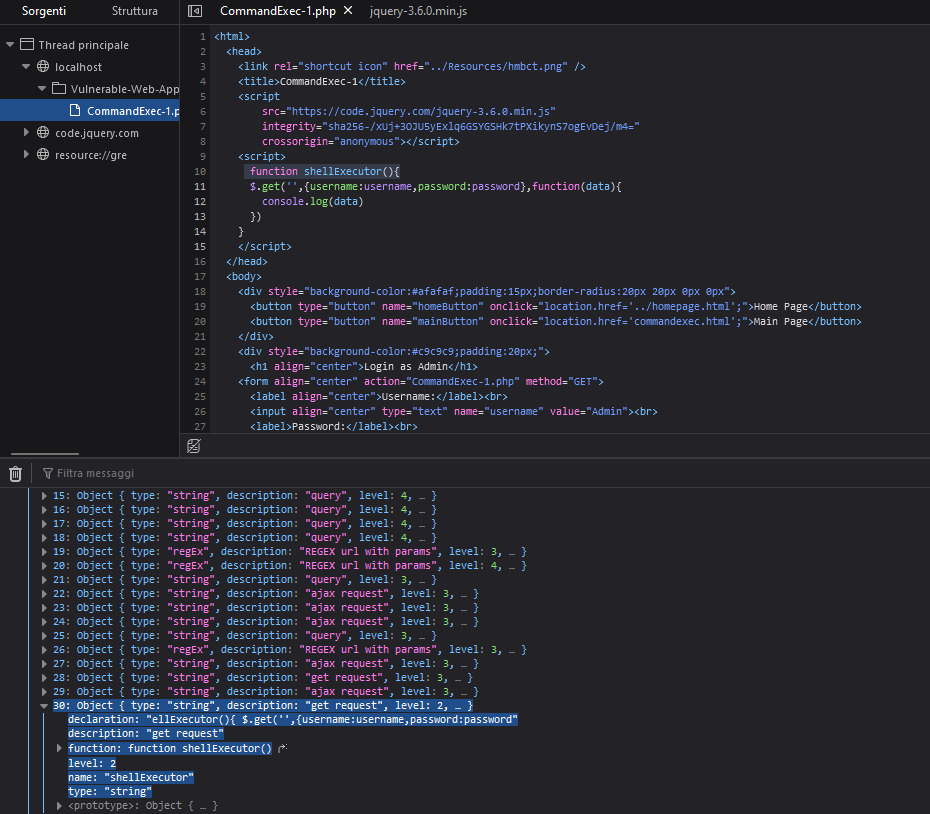 Sorgenti Struttura CommandExec-1.php jquery-3.6.0.min.js
Thread principale
localhost
Vulnerable-Web-App
CommandExec-1.p
code.jquery.com
resource://gre
1 <html>
2 <head>
3 <link rel="shortcut icon" href="../Resources/hmbct.png" />
4 <title>CommandExec-1</title>
5 <script
6 src="https://code.jquery.com/jquery-3.6.0.min.js"
7 integrity="sha256-/xUj+3OJU5yExlq6GSYGSHk7tPXikynS7ogEvDej/m4="
8 crossorigin="anonymous"></script>
9 <script>
10 function shellExecutor(){
11 $.get('',{username:username,password:password},function(data){
12 console.log(data)
13 })
14 }
15 </script>
16 </head>
17 <body>
18 <div style="background-color:#afafaf;padding:15px;border-radius:20px 20px 0px 0px">
19 <button type="button" name="homeButton" onclick="location.href='../homepage.html';">Home Page</button>
20 <button type="button" name="mainButton" onclick="location.href='commandexec.html';">Main Page</button>
21 </div>
22 <div style="background-color:#c9c9c9;padding:20px;">
23 <h1 align="center">Login as Admin</h1>
24 <form align="center" action="CommandExec-1.php" method="GET">
25 <label align="center">Username:</label><br>
26 <input align="center" type="text" name="username" value="Admin"><br>
27 <label>Password:</label><br>
Filtra messaggi
15: Object { type: "string", description: "query", level: 4, … }
16: Object { type: "string", description: "query", level: 4, … }
17: Object { type: "string", description: "query", level: 4, … }
18: Object { type: "string", description: "query", level: 4, … }
19: Object { type: "regEx", description: "REGEX url with params", level: 3, … }
20: Object { type: "regEx", description: "REGEX url with params", level: 4, … }
21: Object { type: "string", description: "query", level: 3, … }
22: Object { type: "string", description: "ajax request", level: 3, … }
23: Object { type: "string", description: "ajax request", level: 3, … }
24: Object { type: "string", description: "ajax request", level: 3, … }
25: Object { type: "string", description: "query", level: 3, … }
26: Object { type: "regEx", description: "REGEX url with params", level: 3, … }
27: Object { type: "string", description: "ajax request", level: 3, … }
28: Object { type: "string", description: "get request", level: 3, … }
29: Object { type: "string", description: "ajax request", level: 3, … }
30: Object { type: "string", description: "get request", level: 2, … }
declaration: "ellExecutor(){ $.get('',{username:username,password:password"
description: "get request"
function: function shellExecutor()
level: 2
name: "shellExecutor"
type: "string"
<prototype>: Object { … }